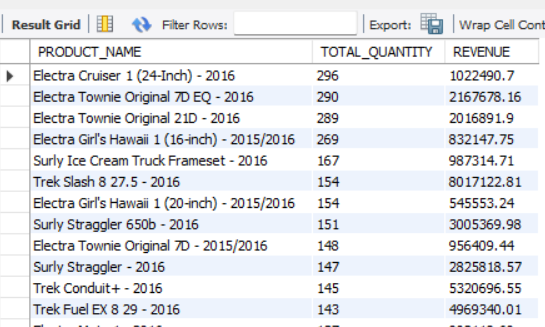 Result Grid | Filter Rows: | Export: | Wrap Cell Cont
PRODUCT_NAME TOTAL_QUANTITY REVENUE
Electra Cruiser 1 (24-Inch) - 2016 296 1022490.7
Electra Townie Original 7D EQ - 2016 290 2167678.16
Electra Townie Original 21D - 2016 289 2016891.9
Electra Girl's Hawaii 1 (16-inch) - 2015/2016 269 832147.75
Surly Ice Cream Truck Frameset - 2016 167 987314.71
Trek Slash 8 27.5 - 2016 154 8017122.81
Electra Girl's Hawaii 1 (20-inch) - 2015/2016 154 545553.24
Surly Straggler 650b - 2016 151 3005369.98
Electra Townie Original 7D - 2015/2016 148 956409.44
Surly Straggler - 2016 147 2825818.57
Trek Conduit+ - 2016 145 5320696.55
Trek Fuel EX 8 29 - 2016 143 4969340.01